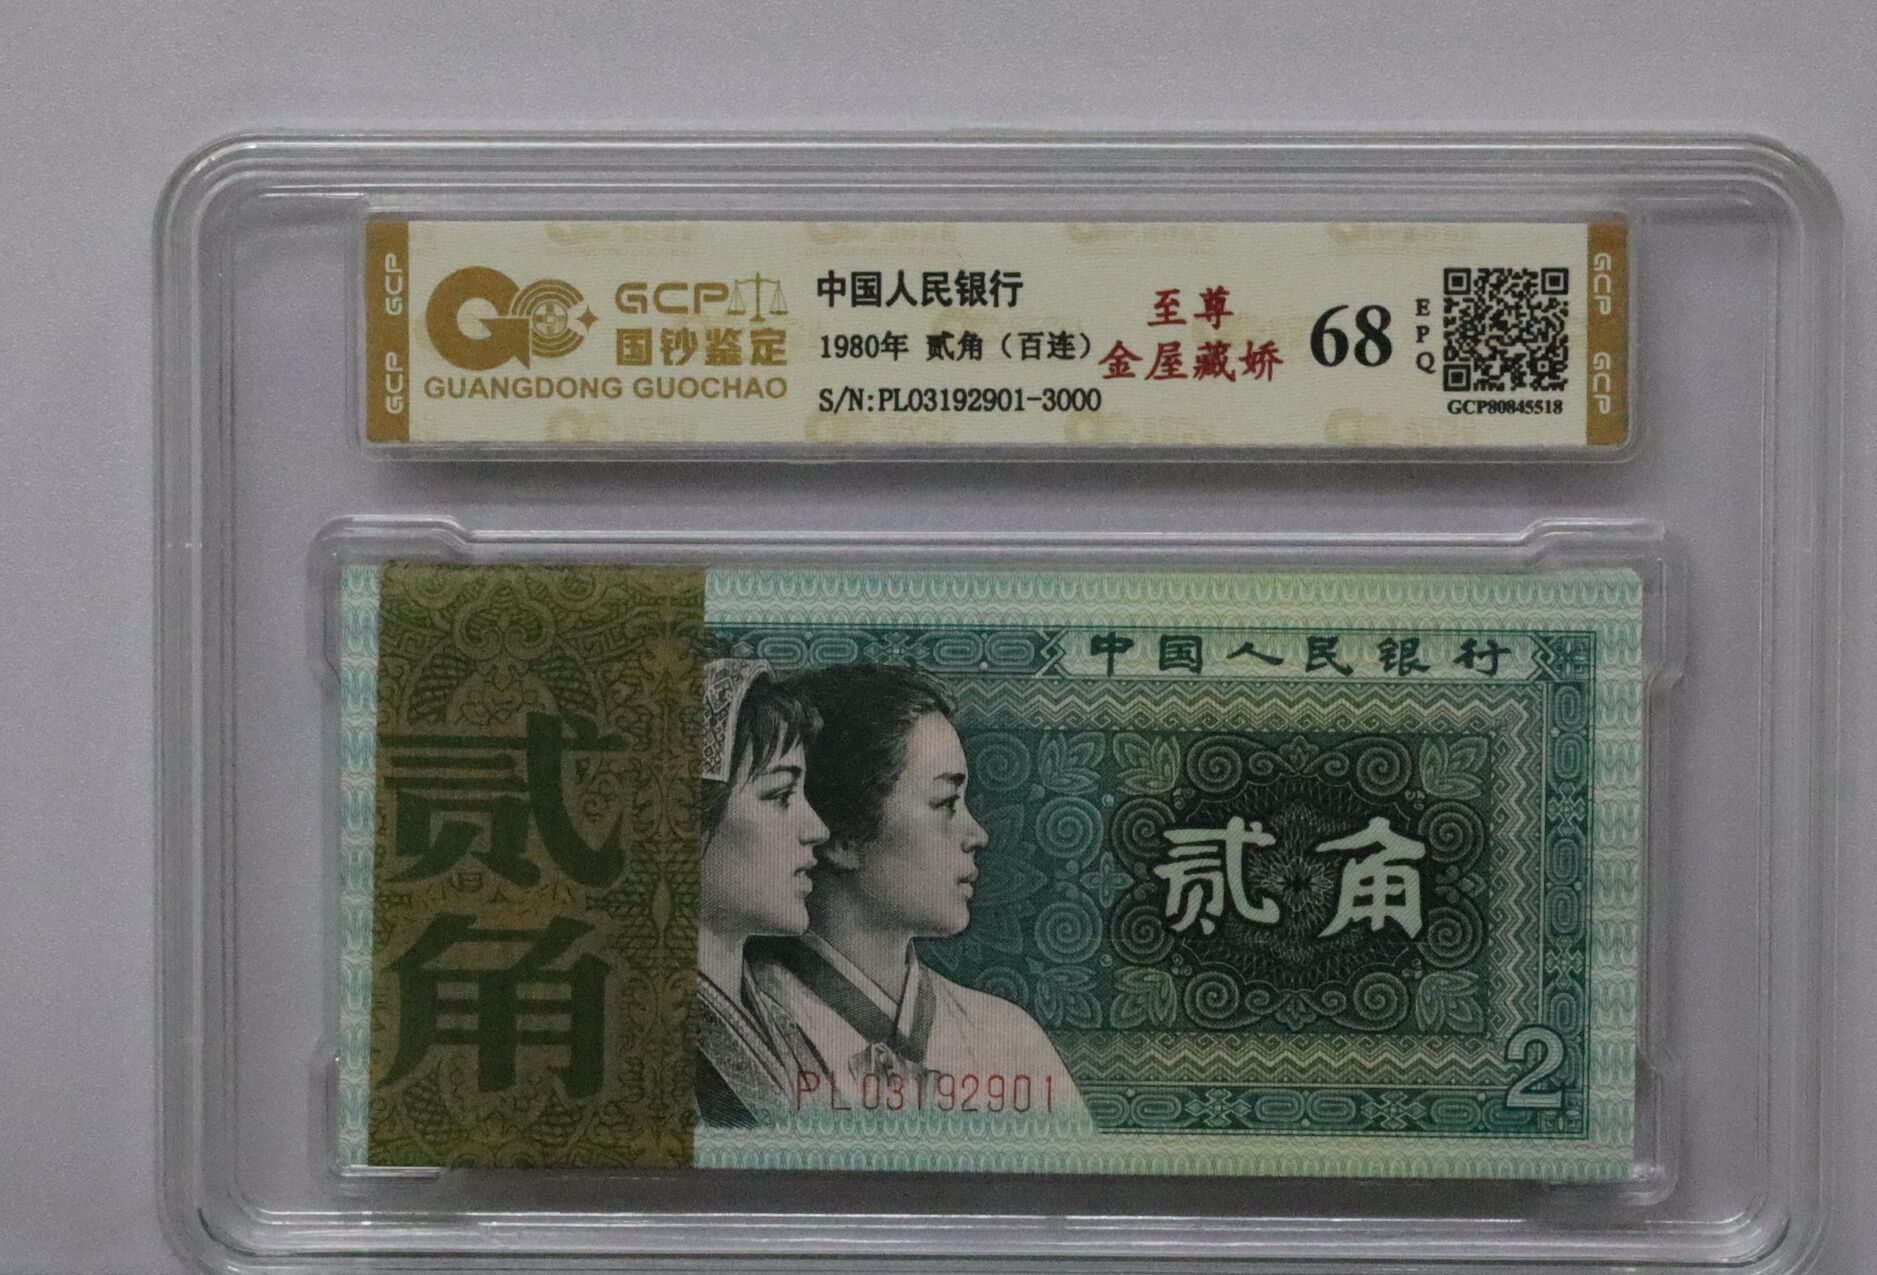 GCP GCP
GCP
国钞鉴定
GUANGDONG GUOCHAO
中国人民银行
1980年 贰角（百连）
S/N:PL03192901-3000
至尊
金屋藏娇
68
EPQ
GCP80845518
GCP GCP
贰角
中国人民银行
贰角
PL03192901
2